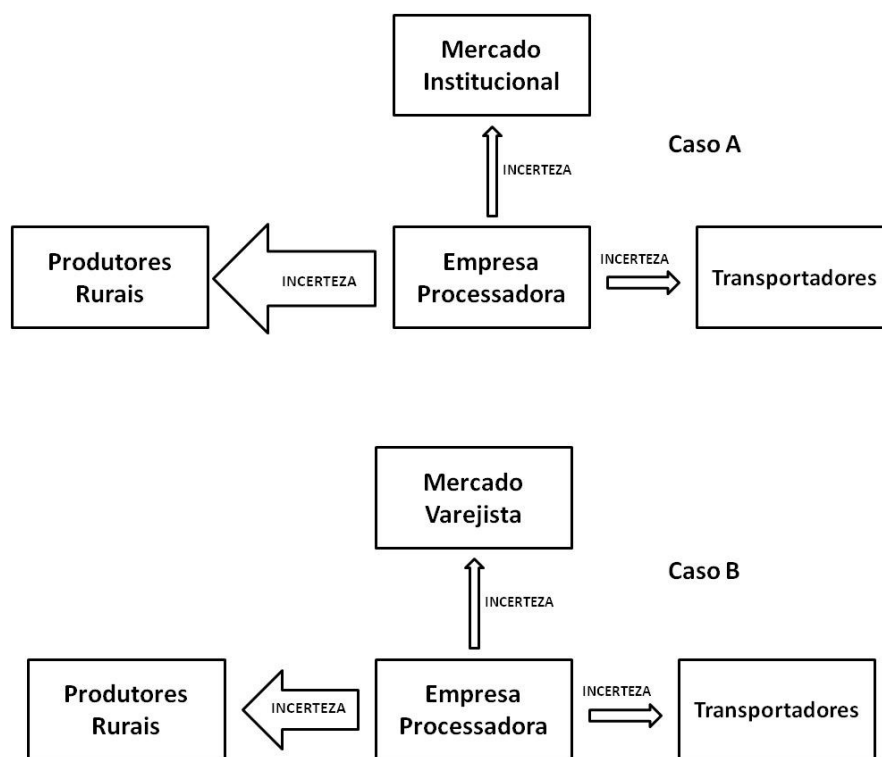 Mercado
Institucional
Caso A
INCERTEZA
Produtores
Rurais
INCERTEZA
Empresa
Processadora
INCERTEZA
Transportadores
Mercado
Varejista
Caso B
INCERTEZA
Produtores
Rurais
INCERTEZA
Empresa
Processadora
INCERTEZA
Transportadores